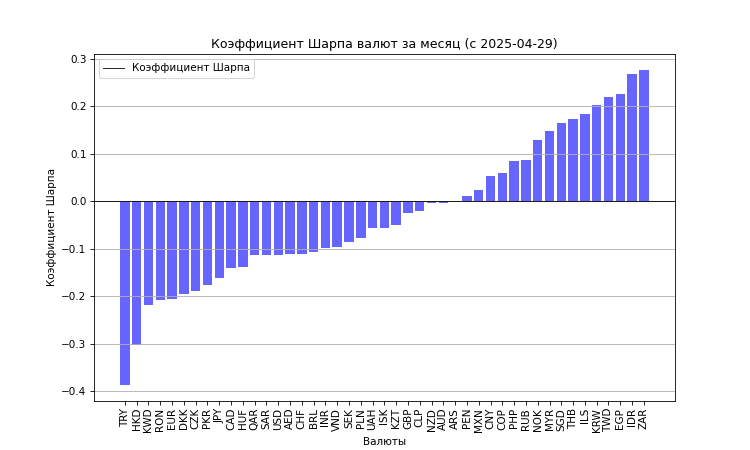 Коэффициент Шарпа валют за месяц (с 2025-04-29)
Коэффициент Шарпа
Коэффициент Шарпа
0.3
0.2
0.1
0.0
−0.1
−0.2
−0.3
−0.4
TRY HKD KWD RON EUR DKK CZK PKR JPY CAD HUF QAR SAR USD AED CHF BRL INR VND SEK PLN UAH ISK KZT GBP CLP NZD AUD ARS PEN MXN CNY COP PHP RUB NOK MYR SGD THB ILS KRW TWD EGP IDR ZAR
Валюты